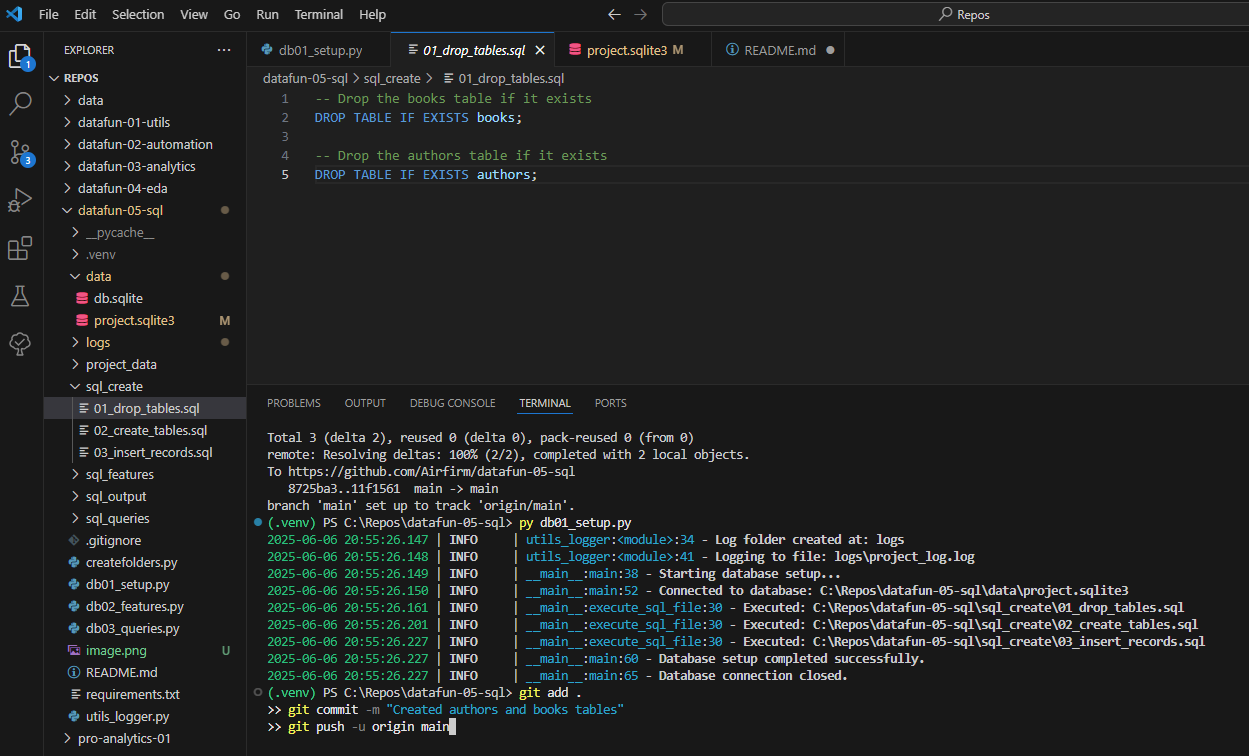 File Edit Selection View Go Run Terminal Help
Repos
EXPLORER
REPOS
data
datafun-01-utils
datafun-02-automation
datafun-03-analytics
datafun-04-eda
datafun-05-sql
__pycache__
.venv
data
db.sqlite
project.sqlite3 M
logs
project_data
sql_create
01_drop_tables.sql
02_create_tables.sql
03_insert_records.sql
sql_features
sql_output
sql_queries
.gitignore
createfolders.py
db01_setup.py
db02_features.py
db03_queries.py
image.png U
README.md
requirements.txt
utils_logger.py
pro-analytics-01
1
3
db01_setup.py 01_drop_tables.sql project.sqlite3 M README.md
datafun-05-sql > sql_create > 01_drop_tables.sql
1 -- Drop the books table if it exists
2 DROP TABLE IF EXISTS books;
3
4 -- Drop the authors table if it exists
5 DROP TABLE IF EXISTS authors;
PROBLEMS OUTPUT DEBUG CONSOLE TERMINAL PORTS
Total 3 (delta 2), reused 0 (delta 0), pack-reused 0 (from 0)
remote: Resolving deltas: 100% (2/2), completed with 2 local objects.
To https://github.com/Airfirm/datafun-05-sql
8725ba3..11f1561 main -> main
branch 'main' set up to track 'origin/main'.
(.venv) PS C:\Repos\datafun-05-sql> py db01_setup.py
2025-06-06 20:55:26.147 | INFO | utils_logger:<module>:34 - Log folder created at: logs
2025-06-06 20:55:26.148 | INFO | utils_logger:<module>:41 - Logging to file: logs\project_log.log
2025-06-06 20:55:26.149 | INFO | __main__:main:38 - Starting database setup...
2025-06-06 20:55:26.150 | INFO | __main__:main:52 - Connected to database: C:\Repos\datafun-05-sql\data\project.sqlite3
2025-06-06 20:55:26.161 | INFO | __main__:execute_sql_file:30 - Executed: C:\Repos\datafun-05-sql\sql_create\01_drop_tables.sql
2025-06-06 20:55:26.201 | INFO | __main__:execute_sql_file:30 - Executed: C:\Repos\datafun-05-sql\sql_create\02_create_tables.sql
2025-06-06 20:55:26.227 | INFO | __main__:execute_sql_file:30 - Executed: C:\Repos\datafun-05-sql\sql_create\03_insert_records.sql
2025-06-06 20:55:26.227 | INFO | __main__:main:60 - Database setup completed successfully.
2025-06-06 20:55:26.227 | INFO | __main__:main:65 - Database connection closed.
(.venv) PS C:\Repos\datafun-05-sql> git add .
>> git commit -m "Created authors and books tables"
>> git push -u origin main